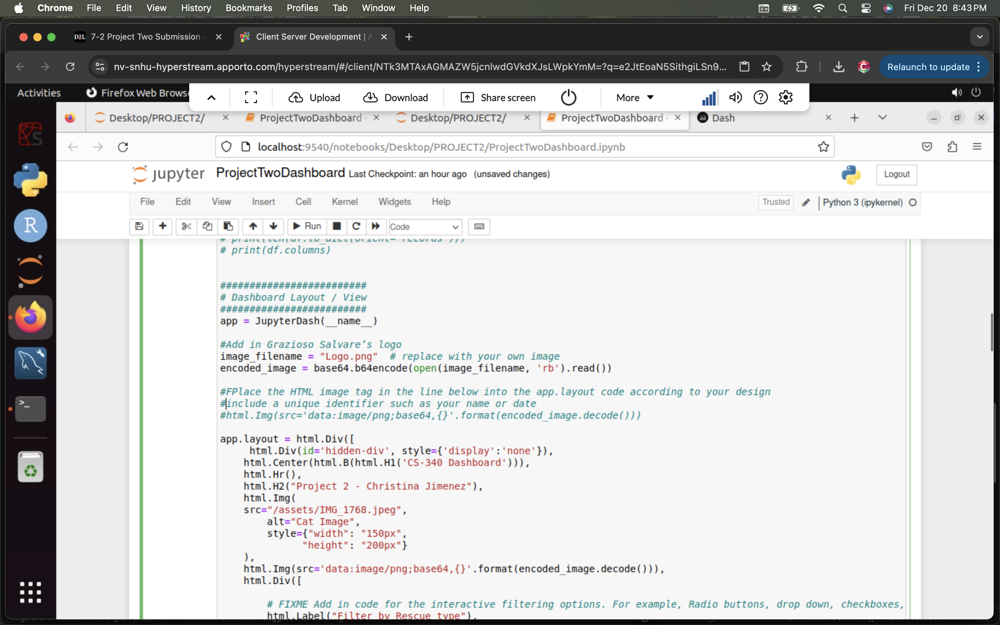 Chrome File Edit View History Bookmarks Profiles Tab Window Help Fri Dec 20 8:43 PM
D2L 7-2 Project Two Submission - Client Server Development | A
nv-snhu-hyperstream.apporto.com/hyperstream/#/client/NTk3MTAxAGMAZW5jcnlwdGVkdXJsLWpkYmM=?q=e2JtEoaN5SithgiLSn9... Relaunch to update
Activities Firefox Web Browse Upload Download Share screen More
Desktop/PROJECT2/ ProjectTwoDashboard - Desktop/PROJECT2/ ProjectTwoDashboard - Dash
localhost:9540/notebooks/Desktop/PROJECT2/ProjectTwoDashboard.ipynb
jupyter ProjectTwoDashboard Last Checkpoint: an hour ago (unsaved changes) Logout
File Edit View Insert Cell Kernel Widgets Help Trusted Python 3 (ipykernel)
Run Code
# print(len(df.to_dict(orient='records')))
# print(df.columns)
#########################
# Dashboard Layout / View
#########################
app = JupyterDash(__name__)
#Add in Grazioso Salvare’s logo
image_filename = "Logo.png"  # replace with your own image
encoded_image = base64.b64encode(open(image_filename, 'rb').read())
#FPlace the HTML image tag in the line below into the app.layout code according to your design
#include a unique identifier such as your name or date
#html.Img(src='data:image/png;base64,{}'.format(encoded_image.decode()))
app.layout = html.Div([
html.Div(id='hidden-div', style={'display':'none'}),
html.Center(html.B(html.H1('CS-340 Dashboard'))),
html.Hr(),
html.H2("Project 2 - Christina Jimenez"),
html.Img(
src="/assets/IMG_1768.jpeg",
alt="Cat Image",
style={"width": "150px",
"height": "200px"}
),
html.Img(src='data:image/png;base64,{}'.format(encoded_image.decode())),
html.Div([
# FIXME Add in code for the interactive filtering options. For example, Radio buttons, drop down, checkboxes,
html.Label("Filter by Rescue type"),